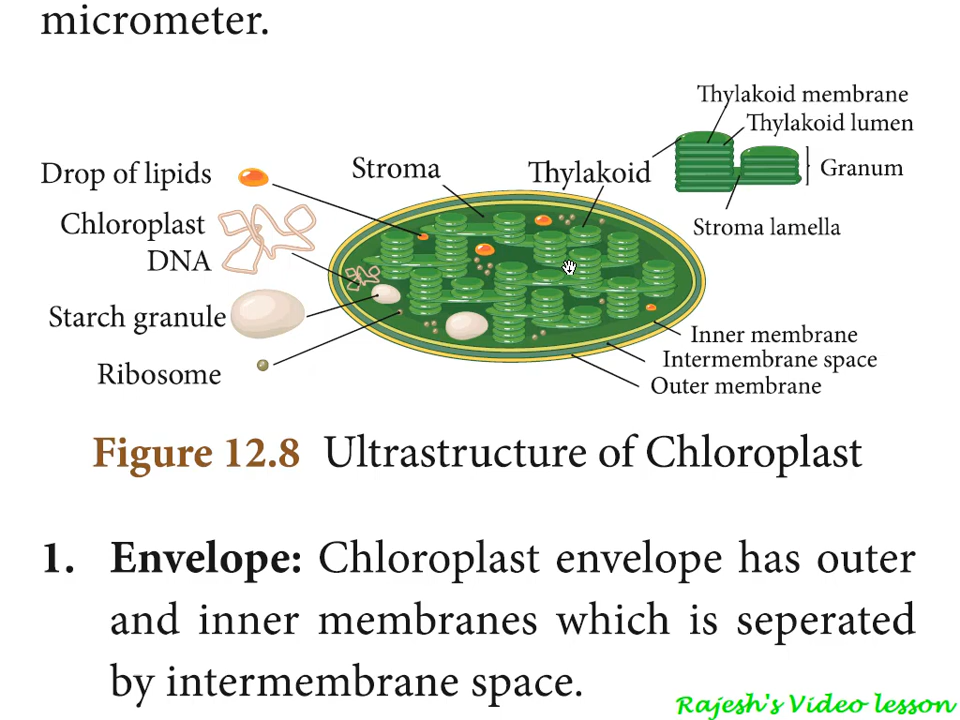 micrometer.
Thylakoid membrane
Thylakoid lumen
Granum
Stroma lamella
Drop of lipids
Stroma
Thylakoid
Chloroplast
DNA
Starch granule
Ribosome
Inner membrane
Intermembrane space
Outer membrane
Figure 12.8 Ultrastructure of Chloroplast
1. Envelope: Chloroplast envelope has outer
and inner membranes which is seperated
by intermembrane space.
Rajesh's Video lesson